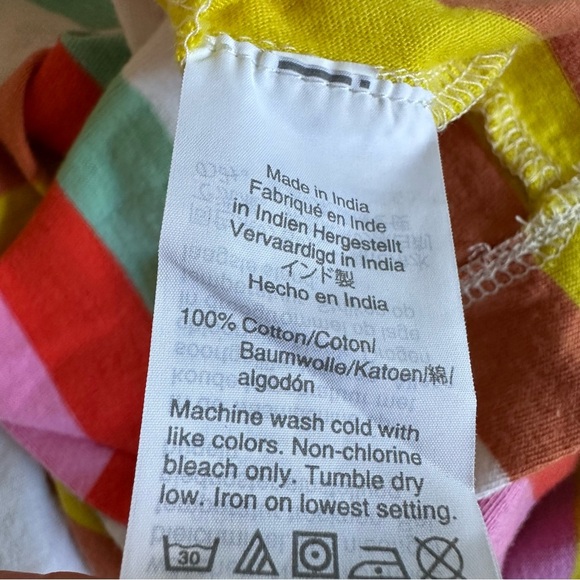 Made in India
Fabriqué en Inde
in Indien Hergestellt
Vervaardigd in India
インド製
Hecho en India
100% Cotton/Coton/
Baumwolle/Katoen/綿/
algodón
Machine wash cold with
like colors. Non-chlorine
bleach only. Tumble dry
low. Iron on lowest setting.
30